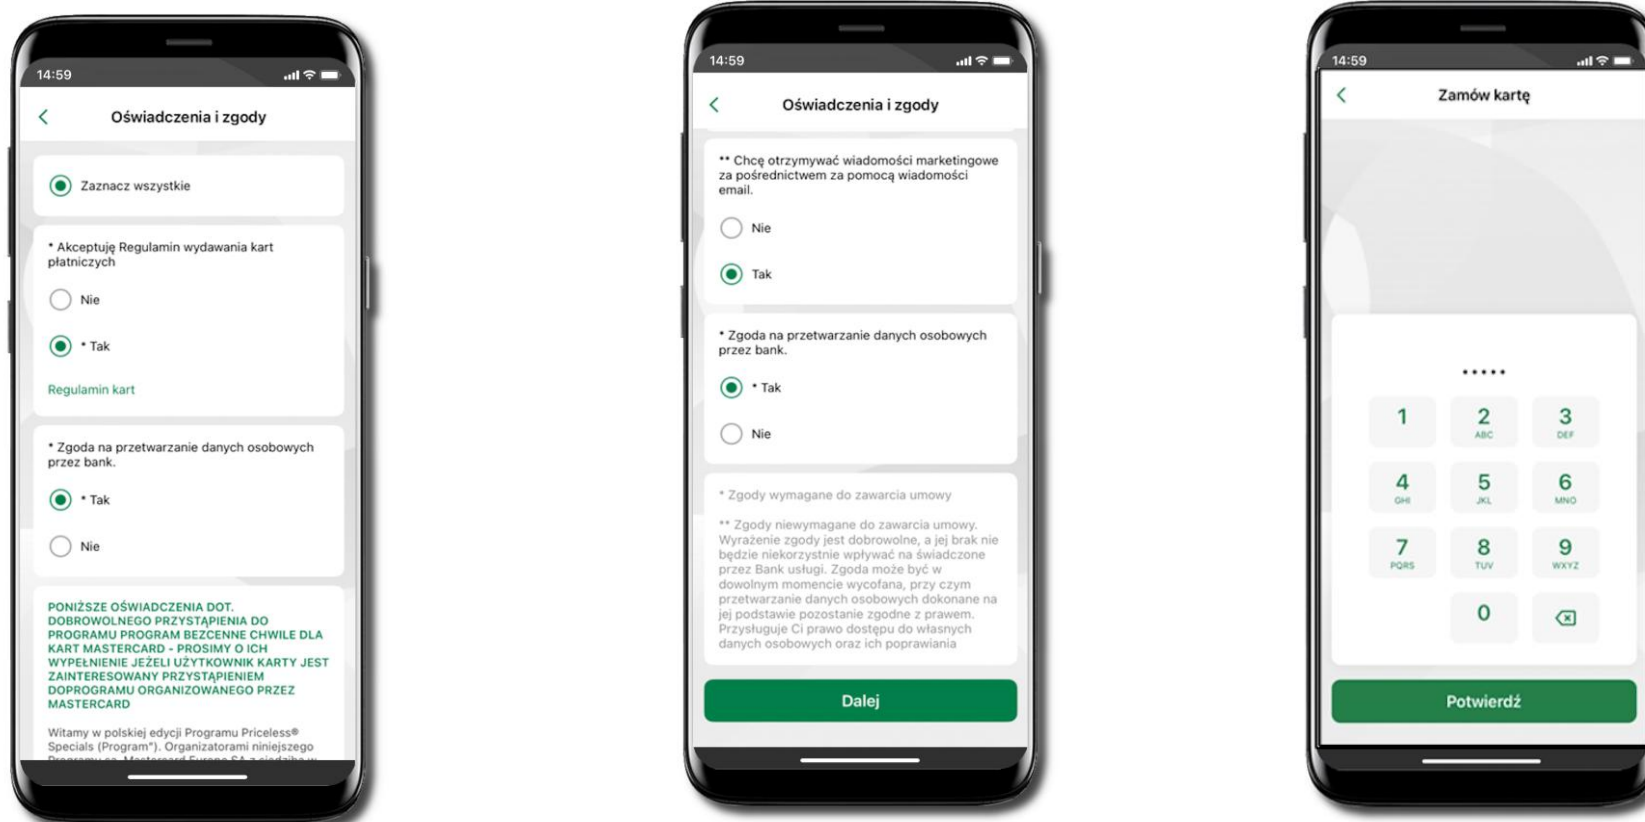 14:59
Oświadczenia i zgody
Zaznacz wszystkie
* Akceptuję Regulamin wydawania kart
płatniczych
Nie
* Tak
Regulamin kart
* Zgoda na przetwarzanie danych osobowych
przez bank.
* Tak
Nie
PONIŻSZE OŚWIADCZENIA DOT.
DOBROWOLNEGO PRZYSTĄPIENIA DO
PROGRAMU PROGRAM BEZCENNE CHWILE DLA
KART MASTERCARD - PROSIMY O ICH
WYPEŁNIENIE JEŻELI UŻYTKOWNIK KARTY JEST
ZAINTERESOWANY PRZYSTĄPIENIEM
DOPROGRAMU ORGANIZOWANEGO PRZEZ
MASTERCARD
Witamy w polskiej edycji Programu Priceless®
Specials (Program"). Organizatorami niniejszego
Programu są Mastercard Europe SA z siedzibą w
14:59
Oświadczenia i zgody
** Chcę otrzymywać wiadomości marketingowe
za pośrednictwem za pomocą wiadomości
email.
Nie
Tak
* Zgoda na przetwarzanie danych osobowych
przez bank.
* Tak
Nie
* Zgody wymagane do zawarcia umowy
** Zgody niewymagane do zawarcia umowy.
Wyrażenie zgody jest dobrowolne, a jej brak nie
będzie niekorzystnie wpływać na świadczone
przez Bank usługi. Zgoda może być w
dowolnym momencie wycofana, przy czym
przetwarzanie danych osobowych dokonane na
jej podstawie pozostanie zgodne z prawem.
Przysługuje Ci prawo dostępu do własnych
danych osobowych oraz ich poprawiania
Dalej
14:59
Zamów kartę
1 2 3
ABC DEF
4 5 6
GHI JKL MNO
7 8 9
PQRS TUV WXYZ
0
Potwierdź